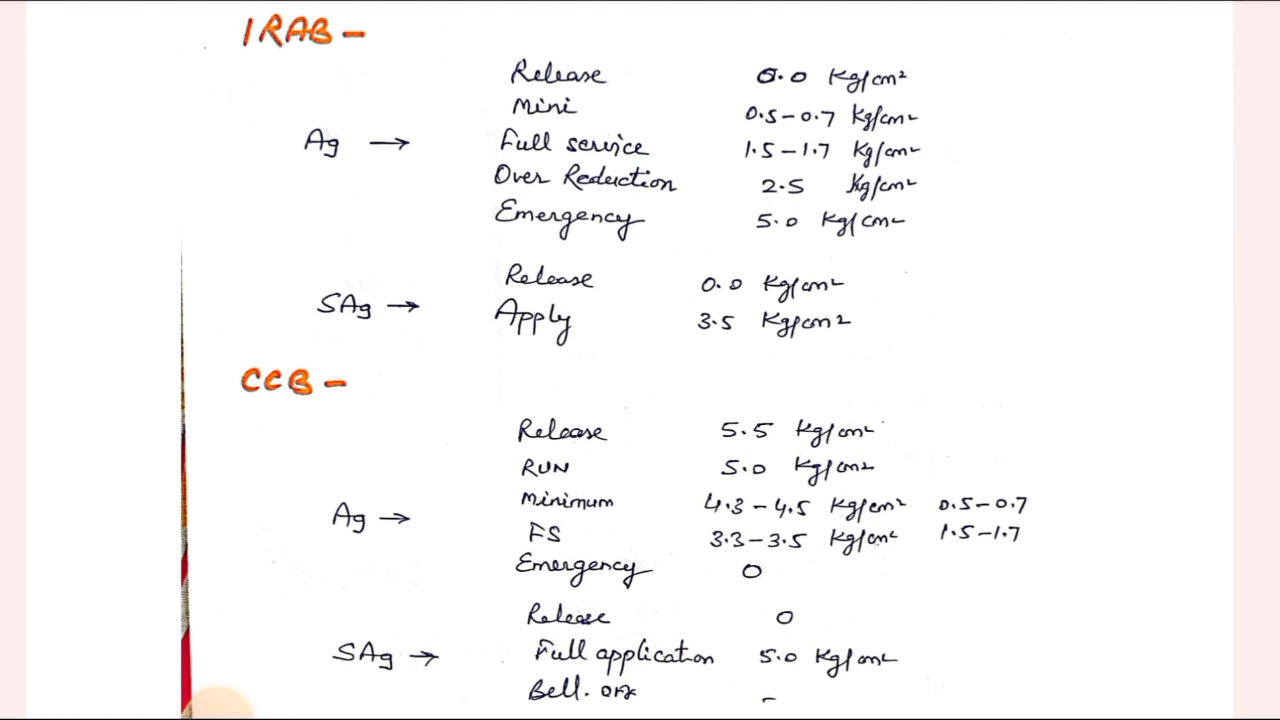 IRAB -
Release 0.0 Kg/cm²
Mini 0.5-0.7 Kg/cm²
Ag → Full service 1.5-1.7 Kg/cm²
Over Reduction 2.5 Kg/cm²
Emergency 5.0 Kg/cm²
Release 0.0 Kg/cm²
SAg → Apply 3.5 Kg/cm²
CCB -
Release 5.5 Kg/cm²
RUN 5.0 Kg/cm²
Minimum 4.3-4.5 Kg/cm² 0.5-0.7
Ag → FS 3.3-3.5 Kg/cm² 1.5-1.7
Emergency 0
Release 0
SAg → Full application 5.0 Kg/cm²
Bell. -